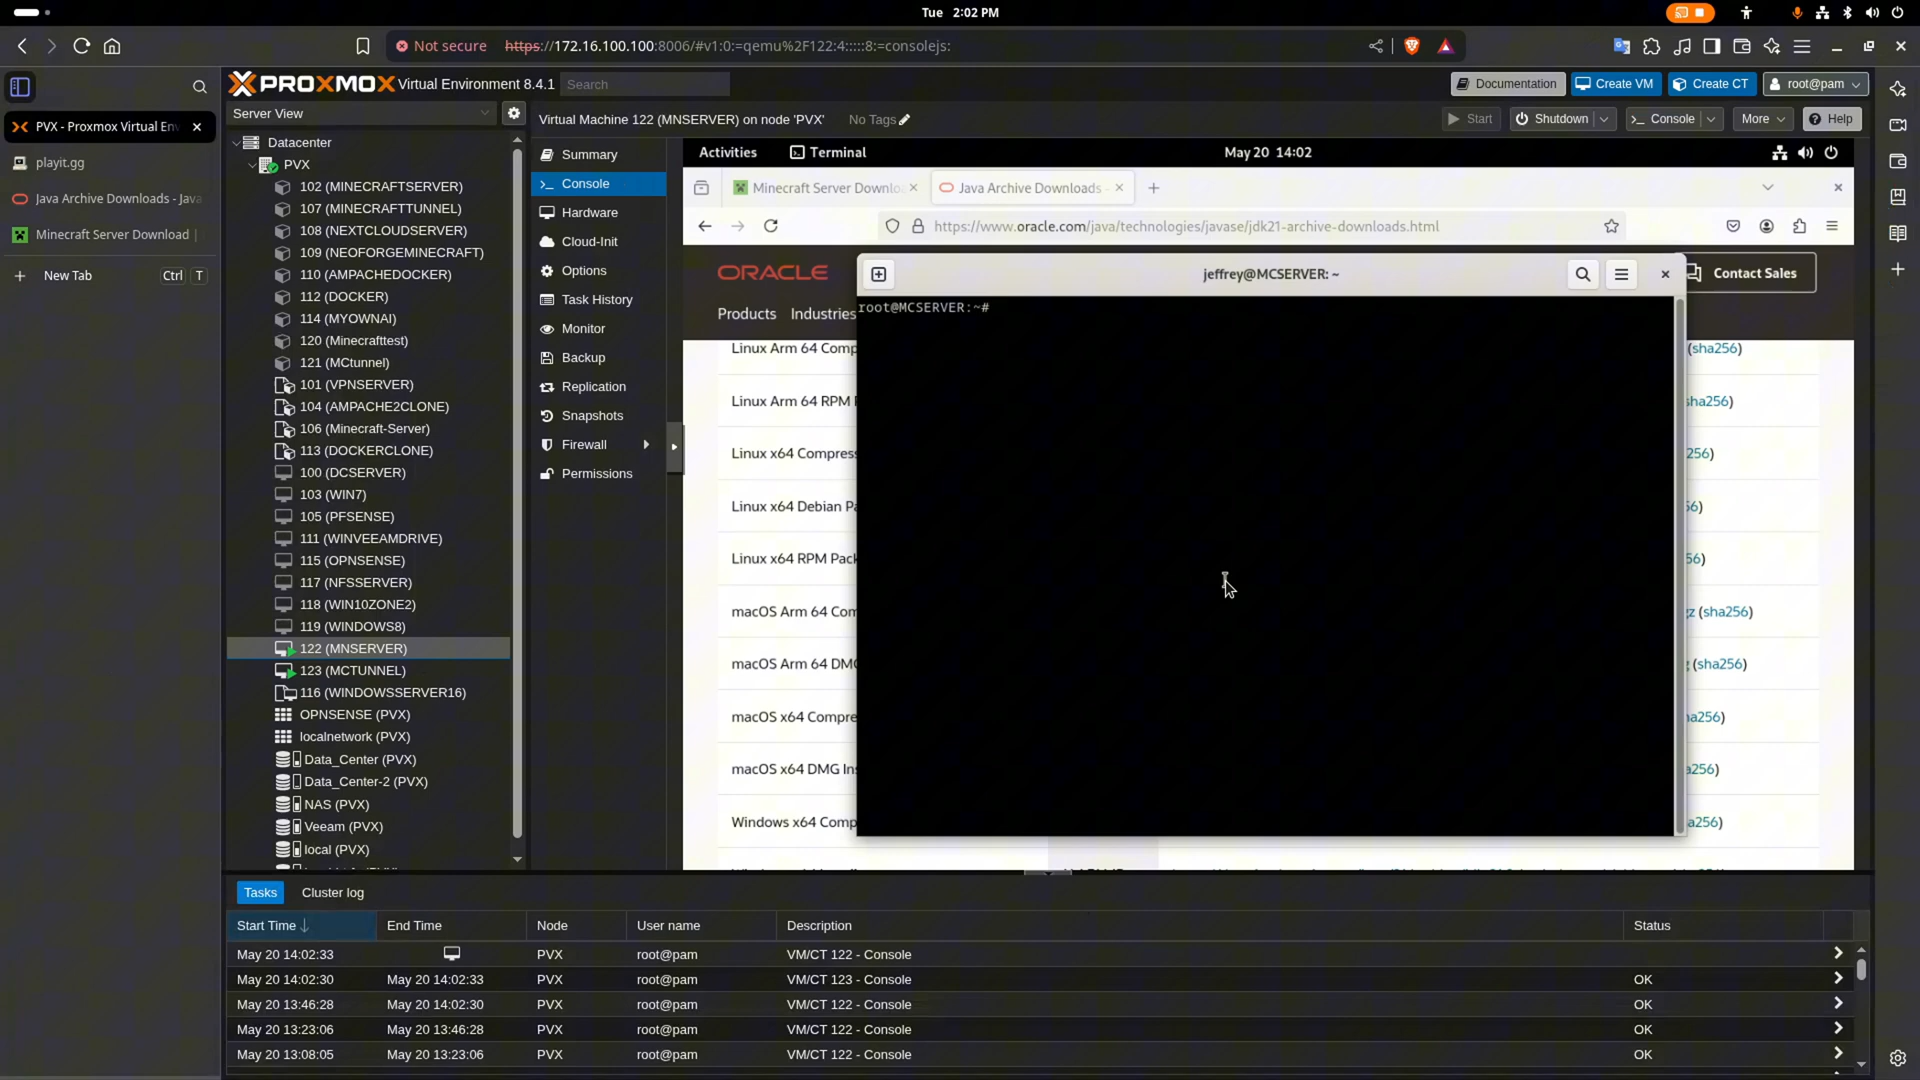 Tue 2:02 PM
Not secure https://172.16.100.100:8006/#v1:0:=qemu%2F122:4:::::8:=consolejs:
PVX - Proxmox Virtual En
playit.gg
Java Archive Downloads - Java
Minecraft Server Download |
New Tab Ctrl T
PROXMOX Virtual Environment 8.4.1 Search
Documentation Create VM Create CT root@pam
Server View
Virtual Machine 122 (MNSERVER) on node 'PVX' No Tags
Start Shutdown Console More Help
Datacenter
PVX
102 (MINECRAFTSERVER)
107 (MINECRAFTTUNNEL)
108 (NEXTCLOUDSERVER)
109 (NEOFORGEMINECRAFT)
110 (AMPACHEDOCKER)
112 (DOCKER)
114 (MYOWNAI)
120 (Minecrafttest)
121 (MCtunnel)
101 (VPNSERVER)
104 (AMPACHE2CLONE)
106 (Minecraft-Server)
113 (DOCKERCLONE)
100 (DCSERVER)
103 (WIN7)
105 (PFSENSE)
111 (WINVEEAMDRIVE)
115 (OPNSENSE)
117 (NFSSERVER)
118 (WIN10ZONE2)
119 (WINDOWS8)
122 (MNSERVER)
123 (MCTUNNEL)
116 (WINDOWSSERVER16)
OPNSENSE (PVX)
localnetwork (PVX)
Data_Center (PVX)
Data_Center-2 (PVX)
NAS (PVX)
Veeam (PVX)
local (PVX)
Summary
Console
Hardware
Cloud-Init
Options
Task History
Monitor
Backup
Replication
Snapshots
Firewall
Permissions
Activities Terminal May 20 14:02
Minecraft Server Downlo
Java Archive Downloads -
https://www.oracle.com/java/technologies/javase/jdk21-archive-downloads.html
ORACLE
Contact Sales
Products Industries
jeffrey@MCSERVER: ~
root@MCSERVER:~#
Linux Arm 64 Comp (sha256)
Linux Arm 64 RPM sha256)
Linux x64 Compress 256)
Linux x64 Debian Pa 56)
Linux x64 RPM Pack 56)
macOS Arm 64 Com gz (sha256)
macOS Arm 64 DMG g (sha256)
macOS x64 Compre sha256)
macOS x64 DMG Ins a256)
Windows x64 Comp a256)
Tasks Cluster log
Start Time End Time Node User name Description Status
May 20 14:02:33 PVX root@pam VM/CT 122 - Console
May 20 14:02:30 May 20 14:02:33 PVX root@pam VM/CT 123 - Console OK
May 20 13:46:28 May 20 14:02:30 PVX root@pam VM/CT 122 - Console OK
May 20 13:23:06 May 20 13:46:28 PVX root@pam VM/CT 122 - Console OK
May 20 13:08:05 May 20 13:23:06 PVX root@pam VM/CT 122 - Console OK